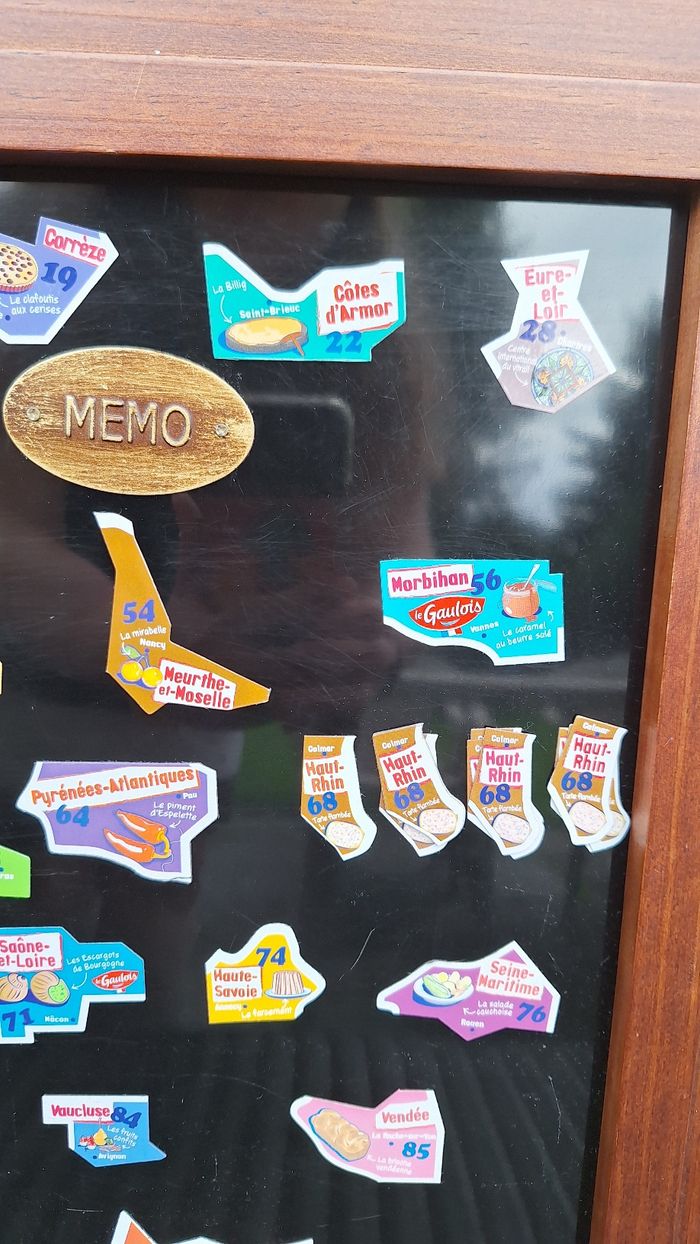 Corrèze
19
Le clafoutis
aux cerises
La Billig
Saint-Brieuc
Côtes
d'Armor
22
Eure-
et-
Loir
28
Chartres
Centre
international
du vitrail
MEMO
54
La mirabelle
Nancy
Meurthe-
et-Moselle
Morbihan 56
le Gaulois
Vannes
Le caramel
au beurre salé
Pyrénées-Atlantiques
64
Pau
Le piment
d'Espelette
Colmar
Haut-
Rhin
68
Tarte flambée
Colmar
Haut-
Rhin
68
Tarte flambée
Colmar
Haut-
Rhin
68
Tarte flambée
Colmar
Haut-
Rhin
68
Tarte flambée
Saône-
et-Loire
71
Mâcon
Les Escargots
de Bourgogne
le Gaulois
74
Haute-
Savoie
Annecy
Seine-
Maritime
La salade
cauchoise
76
Rouen
Vaucluse 84
Les fruits
confits
Avignon
Vendée
La Roche-sur-Yon
85
La brioche
vendéenne